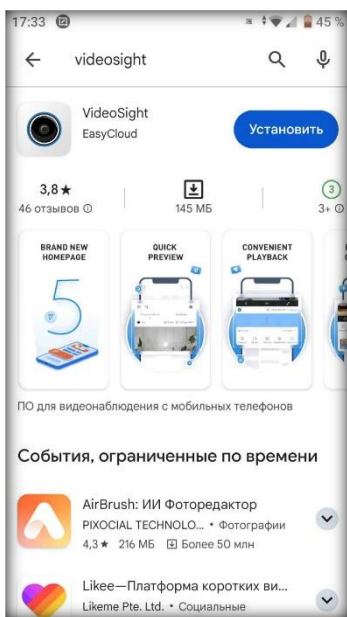 17:33 45 %
videosight
VideoSight
EasyCloud
Установить
3,8★
46 отзывов
145 МБ
3
3+
BRAND NEW
HOMEPAGE
5
QUICK
PREVIEW
CONVENIENT
PLAYBACK
ПО для видеонаблюдения с мобильных телефонов
События, ограниченные по времени
AirBrush: ИИ Фоторедактор
PIXOCIAL TECHNOLO... • Фотографии
4,3★ 216 МБ Более 50 млн
Likee—Платформа коротких ви...
Likeme Pte. Ltd. • Социальные